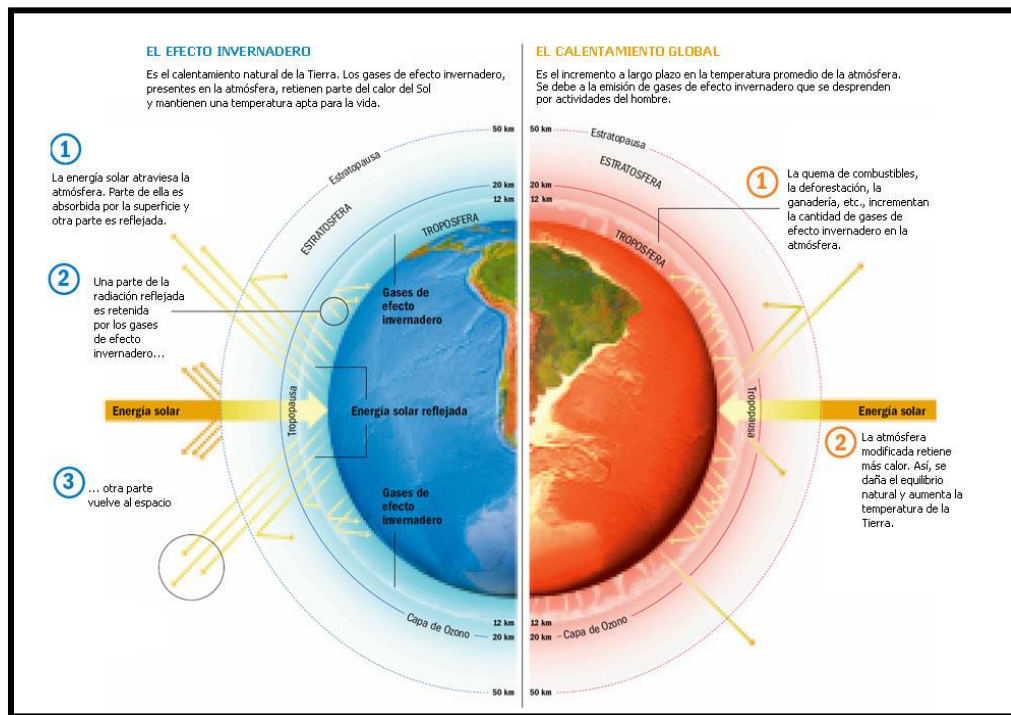 EL EFECTO INVERNADERO
Es el calentamiento natural de la Tierra. Los gases de efecto invernadero,
presentes en la atmósfera, retienen parte del calor del Sol
y mantienen una temperatura apta para la vida.
1
La energía solar atraviesa la
atmósfera. Parte de ella es
absorbida por la superficie y
otra parte es reflejada.
2
Una parte de la
radiación reflejada
es retenida
por los gases
de efecto
invernadero...
Energía solar
3
... otra parte
vuelve al espacio
50 km
Estratopausa
20 km
12 km
ESTRATOSFERA
TROPOSFERA
Gases de
efecto
invernadero
Tropopausa
Energía solar reflejada
Gases de
efecto
invernadero
12 km
Capa de Ozono
20 km
50 km
EL CALENTAMIENTO GLOBAL
Es el incremento a largo plazo en la temperatura promedio de la atmósfera.
Se debe a la emisión de gases de efecto invernadero que se desprenden
por actividades del hombre.
50 km
Estratopausa
ESTRATOSFERA
20 km
12 km
TROPOSFERA
1
La quema de combustibles,
la deforestación, la
ganadería, etc., incrementan
la cantidad de gases de
efecto invernadero en la
atmósfera.
Tropopausa
Energía solar
2
La atmósfera
modificada retiene
más calor. Así, se
daña el equilibrio
natural y aumenta la
temperatura de la
Tierra.
12 km
20 km
Capa de Ozono
50 km